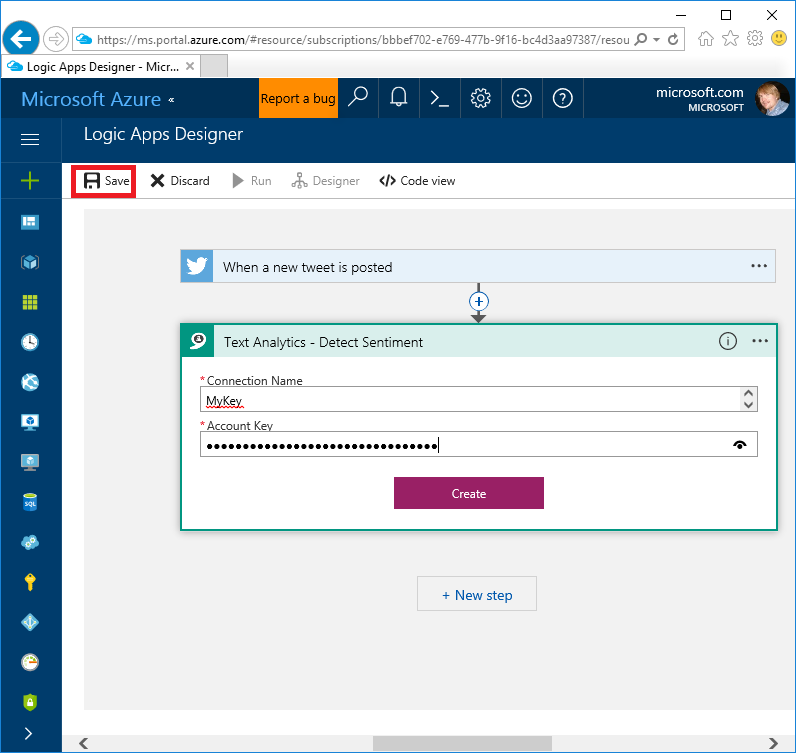 https://ms.portal.azure.com/#resource/subscriptions/bbbef702-e769-477b-9f16-bc4d3aa97387/resou
Logic Apps Designer - Micr...
Microsoft Azure «
Report a bug
microsoft.com
MICROSOFT
Logic Apps Designer
Save Discard Run Designer Code view
When a new tweet is posted
Text Analytics - Detect Sentiment
* Connection Name
MyKey
* Account Key
Create
+ New step
SQL